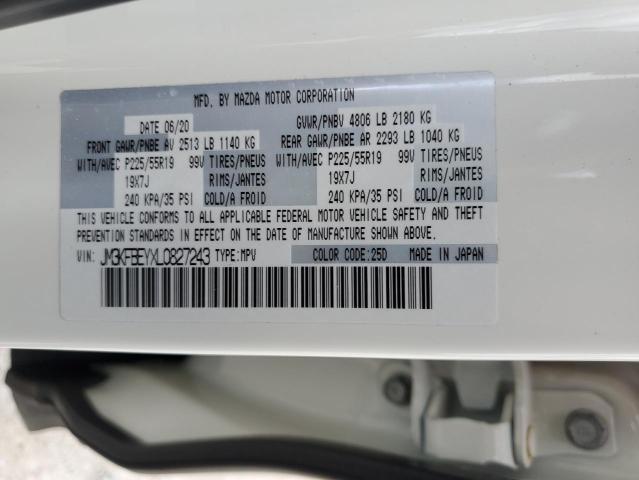 MFD. BY MAZDA MOTOR CORPORATION
DATE 06/20 GVWR/PNBV 4806 LB 2180 KG
FRONT GAWR/PNBE AV 2513 LB 1140 KG REAR GAWR/PNBE AR 2293 LB 1040 KG
WITH/AVEC P225/55R19 99V TIRES/PNEUS WITH/AVEC P225/55R19 99V TIRES/PNEUS
19X7J RIMS/JANTES 19X7J RIMS/JANTES
240 KPA/35 PSI COLD/A FROID 240 KPA/35 PSI COLD/A FROID
THIS VEHICLE CONFORMS TO ALL APPLICABLE FEDERAL MOTOR VEHICLE SAFETY AND THEFT
PREVENTION STANDARDS IN EFFECT ON THE DATE OF MANUFACTURE SHOWN ABOVE.
VIN: JM3KFBEYXL0827243 TYPE:MPV COLOR CODE:25D MADE IN JAPAN